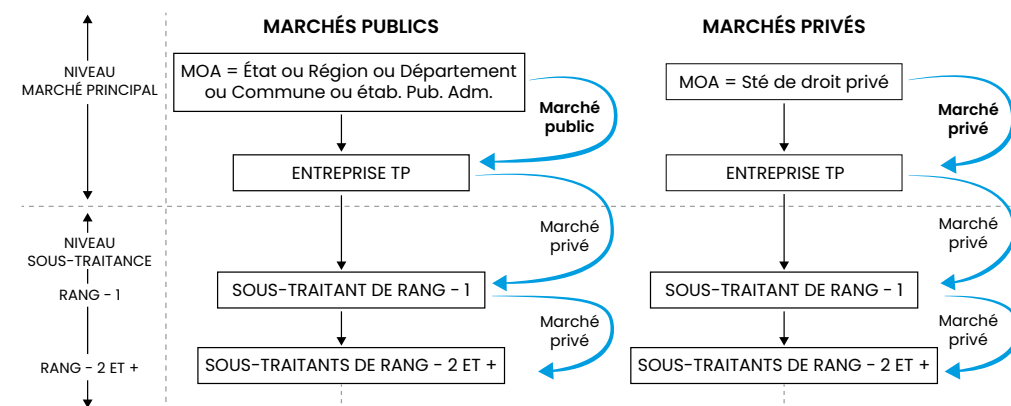 MARCHÉS PUBLICS
MARCHÉS PRIVÉS
NIVEAU
MARCHÉ PRINCIPAL
MOA = État ou Région ou Département
ou Commune ou étab. Pub. Adm.
MOA = Sté de droit privé
Marché
public
Marché
privé
ENTREPRISE TP
ENTREPRISE TP
NIVEAU
SOUS-TRAITANCE
Marché
privé
Marché
privé
RANG - 1
SOUS-TRAITANT DE RANG - 1
SOUS-TRAITANT DE RANG - 1
Marché
privé
Marché
privé
RANG - 2 ET +
SOUS-TRAITANTS DE RANG - 2 ET +
SOUS-TRAITANTS DE RANG - 2 ET +